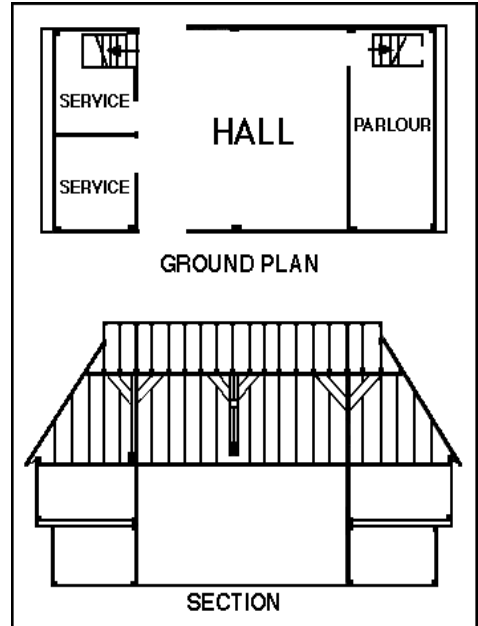 SERVICE
HALL
PARLOUR
SERVICE
GROUND PLAN
SECTION